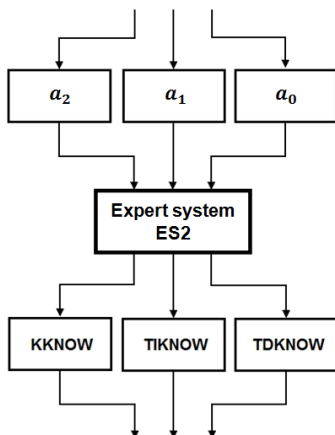 a₂
a₁
a₀
Expert system
ES2
KKNOW
TIKNOW
TDKNOW